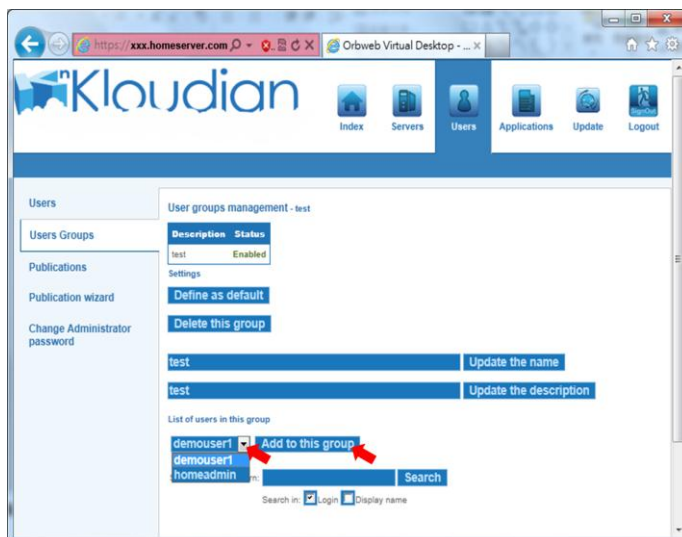 https://xxx.homeserver.com
Orbweb Virtual Desktop - ...
nKloudian
Index
Servers
Users
Applications
Update
SignOut
Logout
Users
Users Groups
Publications
Publication wizard
Change Administrator
password
User groups management - test
Description Status
test Enabled
Settings
Define as default
Delete this group
test Update the name
test Update the description
List of users in this group
demouser1 Add to this group
demouser1
homeadmin
Search
Search in: Login Display name